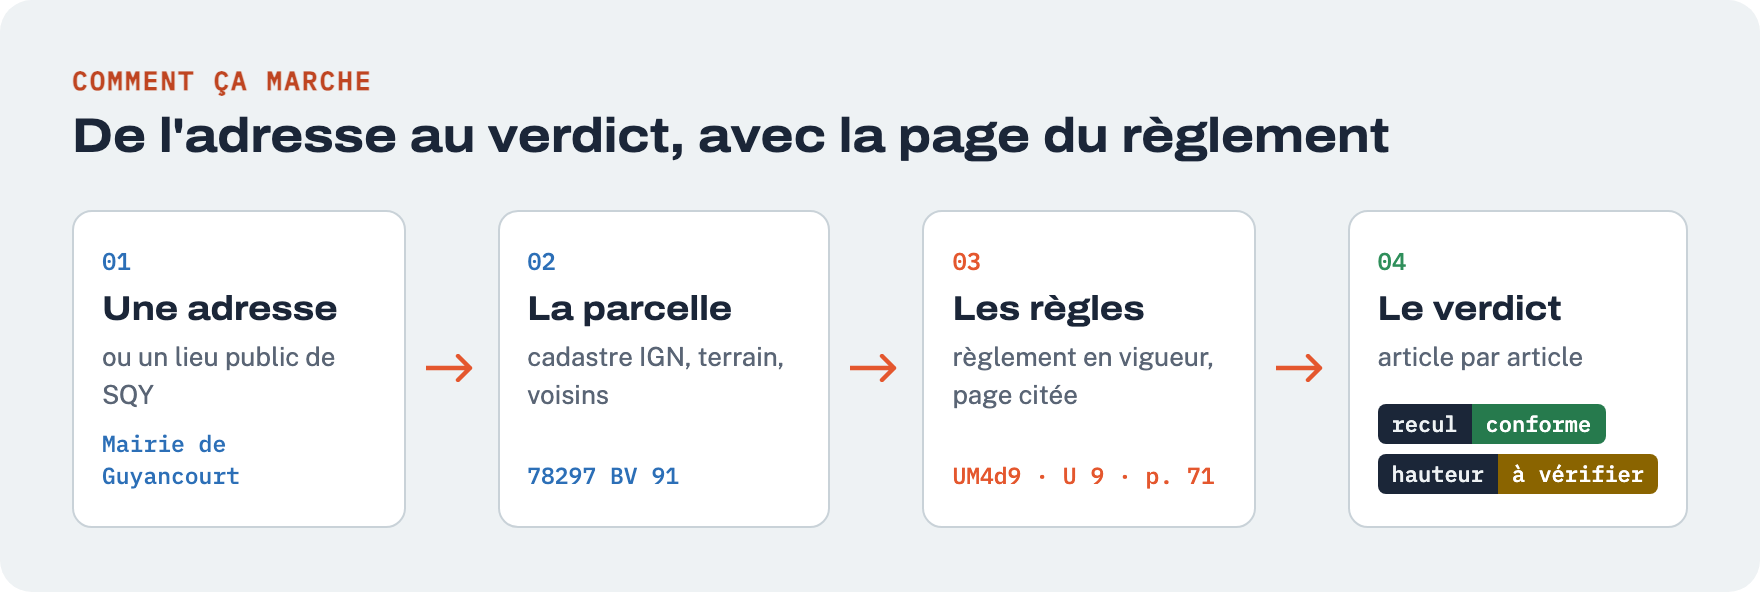 COMMENT ÇA MARCHE
De l'adresse au verdict, avec la page du règlement
01
Une adresse
ou un lieu public de
SQY
Mairie de
Guyancourt
02
La parcelle
cadastre IGN, terrain,
voisins
78297 BV 91
03
Les règles
règlement en vigueur,
page citée
UM4d9 · U 9 · p. 71
04
Le verdict
article par article
recul conforme
hauteur à vérifier